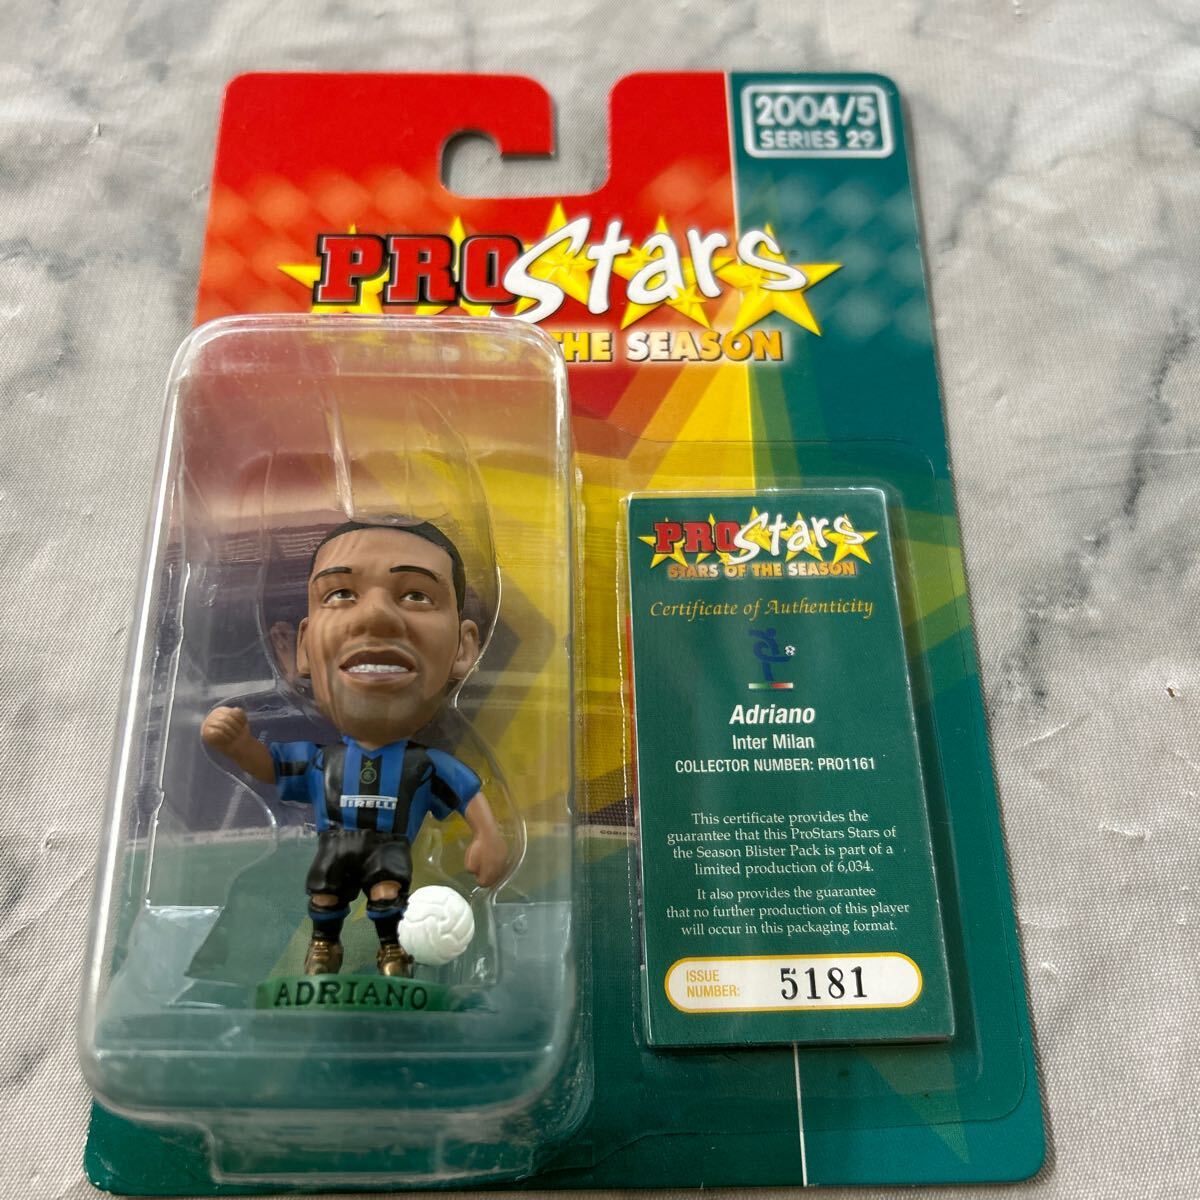 2004/5
SERIES 29
PROStars
THE SEASON
PROStars
STARS OF THE SEASON
Certificate of Authenticity
Adriano
Inter Milan
COLLECTOR NUMBER: PRO1161
This certificate provides the
guarantee that this ProStars Stars of
the Season Blister Pack is part of a
limited production of 6,034.
It also provides the guarantee
that no further production of this player
will occur in this packaging format.
ISSUE
NUMBER: 5181
PIRELLI
ADRIANO